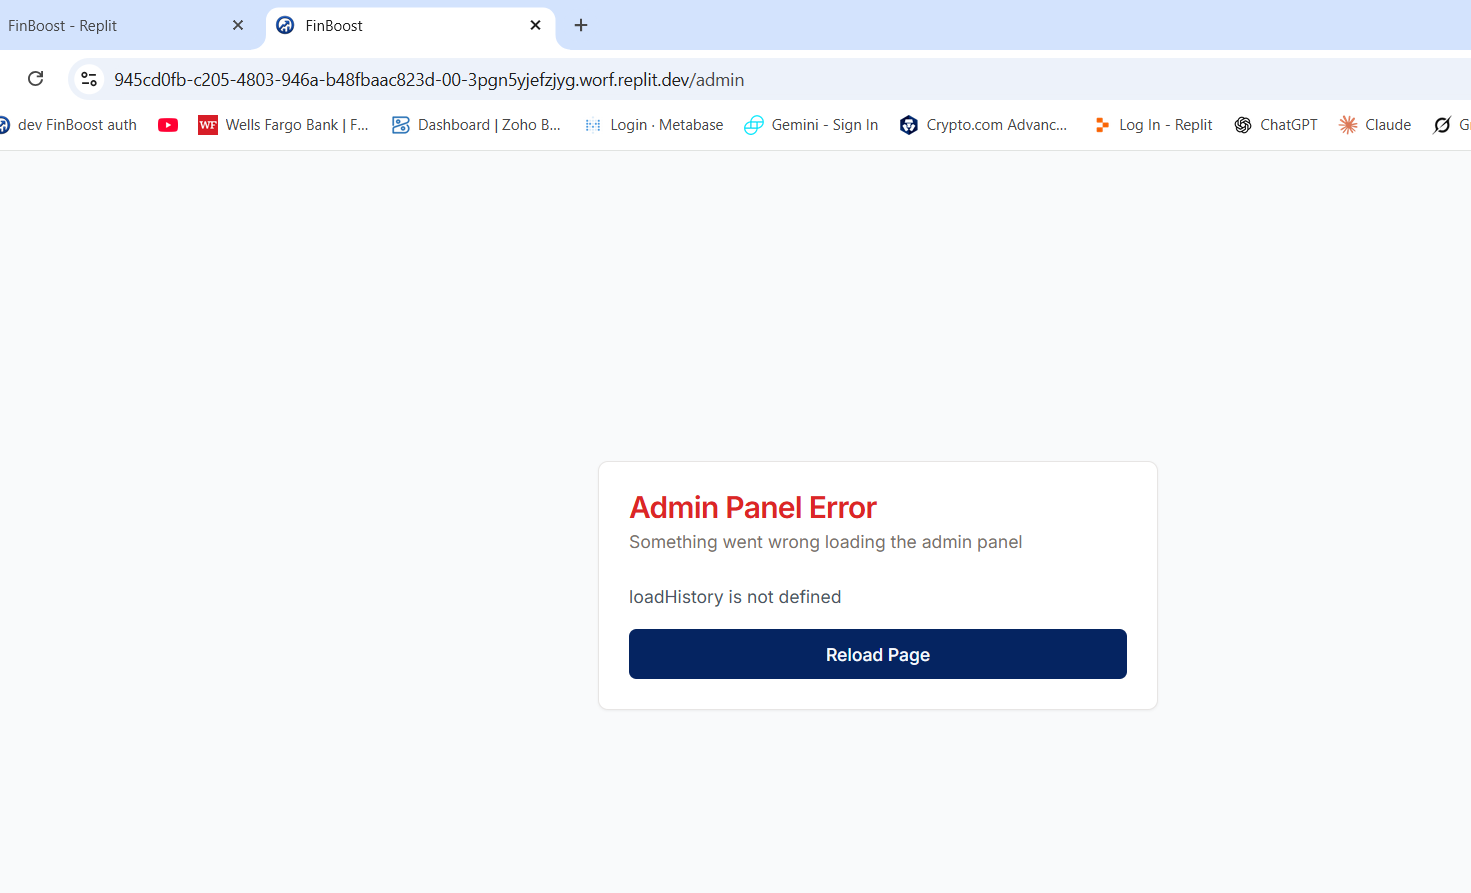 FinBoost - Replit
FinBoost
945cd0fb-c205-4803-946a-b48fbaac823d-00-3pgn5yjefzjyg.worf.replit.dev/admin
dev FinBoost auth WF Wells Fargo Bank | F... Dashboard | Zoho B... Login · Metabase Gemini - Sign In Crypto.com Advanc... Log In - Replit ChatGPT Claude
Admin Panel Error
Something went wrong loading the admin panel
loadHistory is not defined
Reload Page